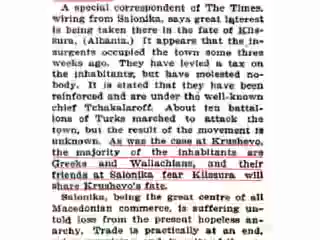 A special correspondent of The Times,
wiring from Salonika, says great interest
is being taken there in the fate of Klis-
sura, (Albania.) It appears that the in-
surgents occupied the town some three
weeks ago. They have levied a tax on
the inhabitants, but have molested no-
body. It is stated that they have been
reinforced and are under the well-known
chief Tchakalaroff. About ten battal-
ions of Turks marched to attack the
town, but the result of the movement is
unknown. As was the case at Krushevo,
the majority of the inhabitants are
Greeks and Wallachians, and their
friends at Salonika fear Klissura will
share Krushevo's fate.
Salonika, being the great centre of all
Macedonian commerce, is suffering un-
told loss from the present hopeless an-
archy. Trade is practically at an end,